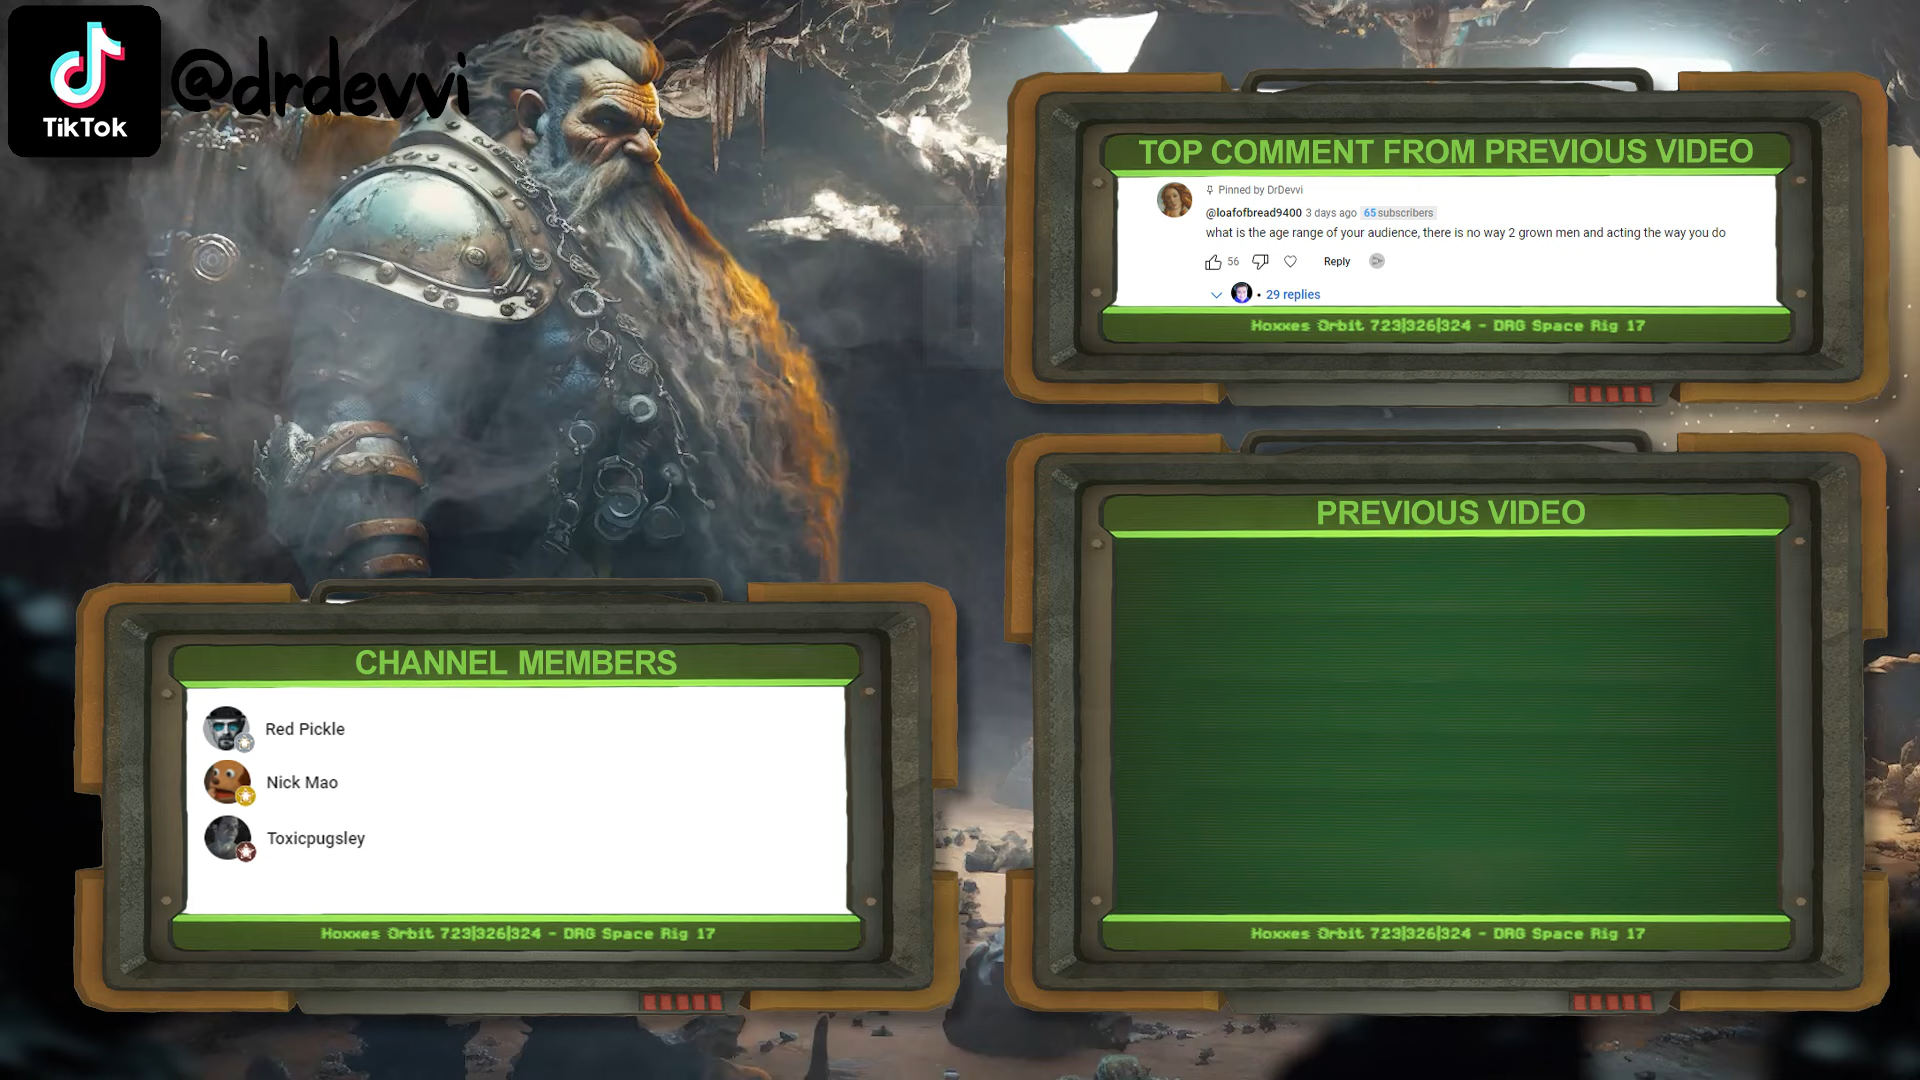 TikTok
@drdevvi
TOP COMMENT FROM PREVIOUS VIDEO
Pinned by DrDevvi
@loafofbread9400 3 days ago 65 subscribers
what is the age range of your audience, there is no way 2 grown men and acting the way you do
56 Reply
• 29 replies
Hoxxes Orbit 723|326|324 - DRG Space Rig 17
PREVIOUS VIDEO
Hoxxes Orbit 723|326|324 - DRG Space Rig 17
CHANNEL MEMBERS
Red Pickle
Nick Mao
Toxicpugsley
Hoxxes Orbit 723|326|324 - DRG Space Rig 17